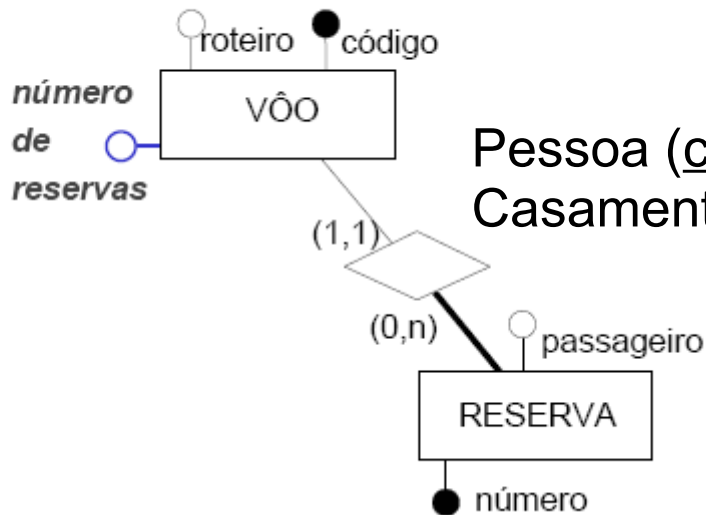 roteiro
código
número
de
reservas
VÔO
Pessoa (
Casament
(1,1)
(0,n)
passageiro
RESERVA
número